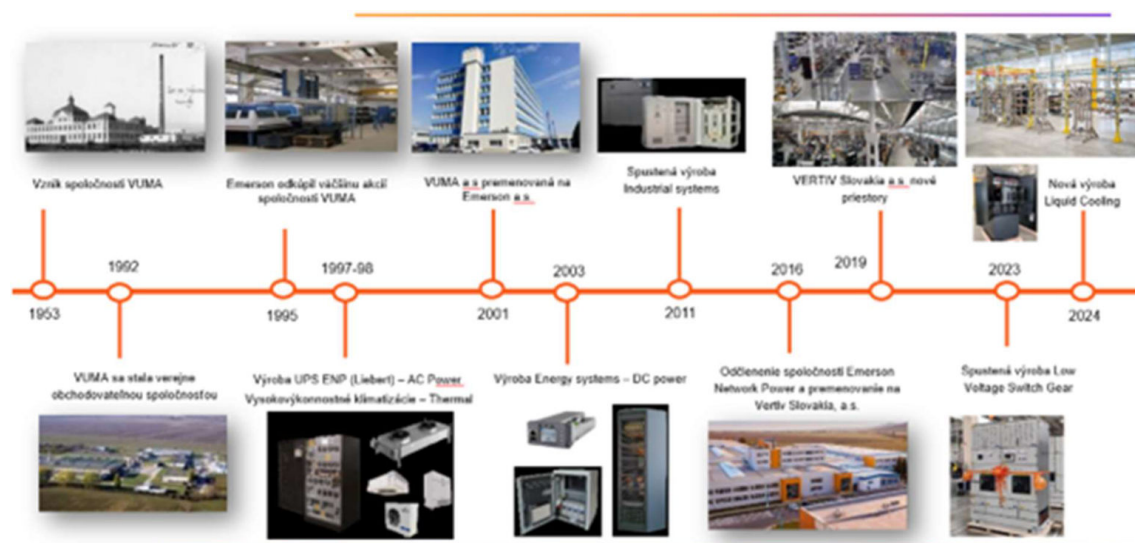 Vznik spoločnosti VUMA
Emerson odkúpil väčšinu akcií
spoločnosti VUMA
VUMA a.s premenovaná na
Emerson a.s.
Spustená výroba
Industrial systems
VERTIV Slovakia a.s. nové
priestory
Nová výroba
Liquid Cooling
1992
1997-98
2003
2016
2019
2023
1953
1995
2001
2011
2024
VUMA sa stala verejne
obchodovateľnou spoločnosťou
Výroba UPS ENP (Liebert) – AC Power
Vysokovýkonnostné klimatizácie – Thermal
Výroba Energy systems – DC power
Odčlenenie spoločnosti Emerson
Network Power a premenovanie na
Vertiv Slovakia, a.s.
Spustená výroba Low
Voltage Switch Gear